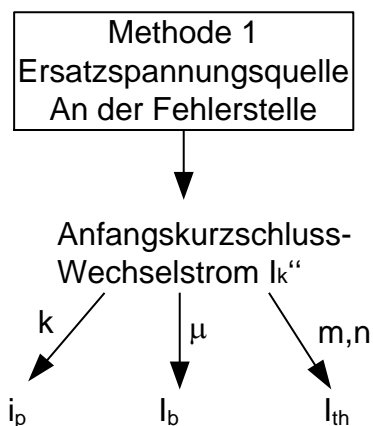 Methode 1
Ersatzspannungsquelle
An der Fehlerstelle
Anfangskurzschluss-
Wechselstrom Ik“
k μ m,n
ip Ib Ith